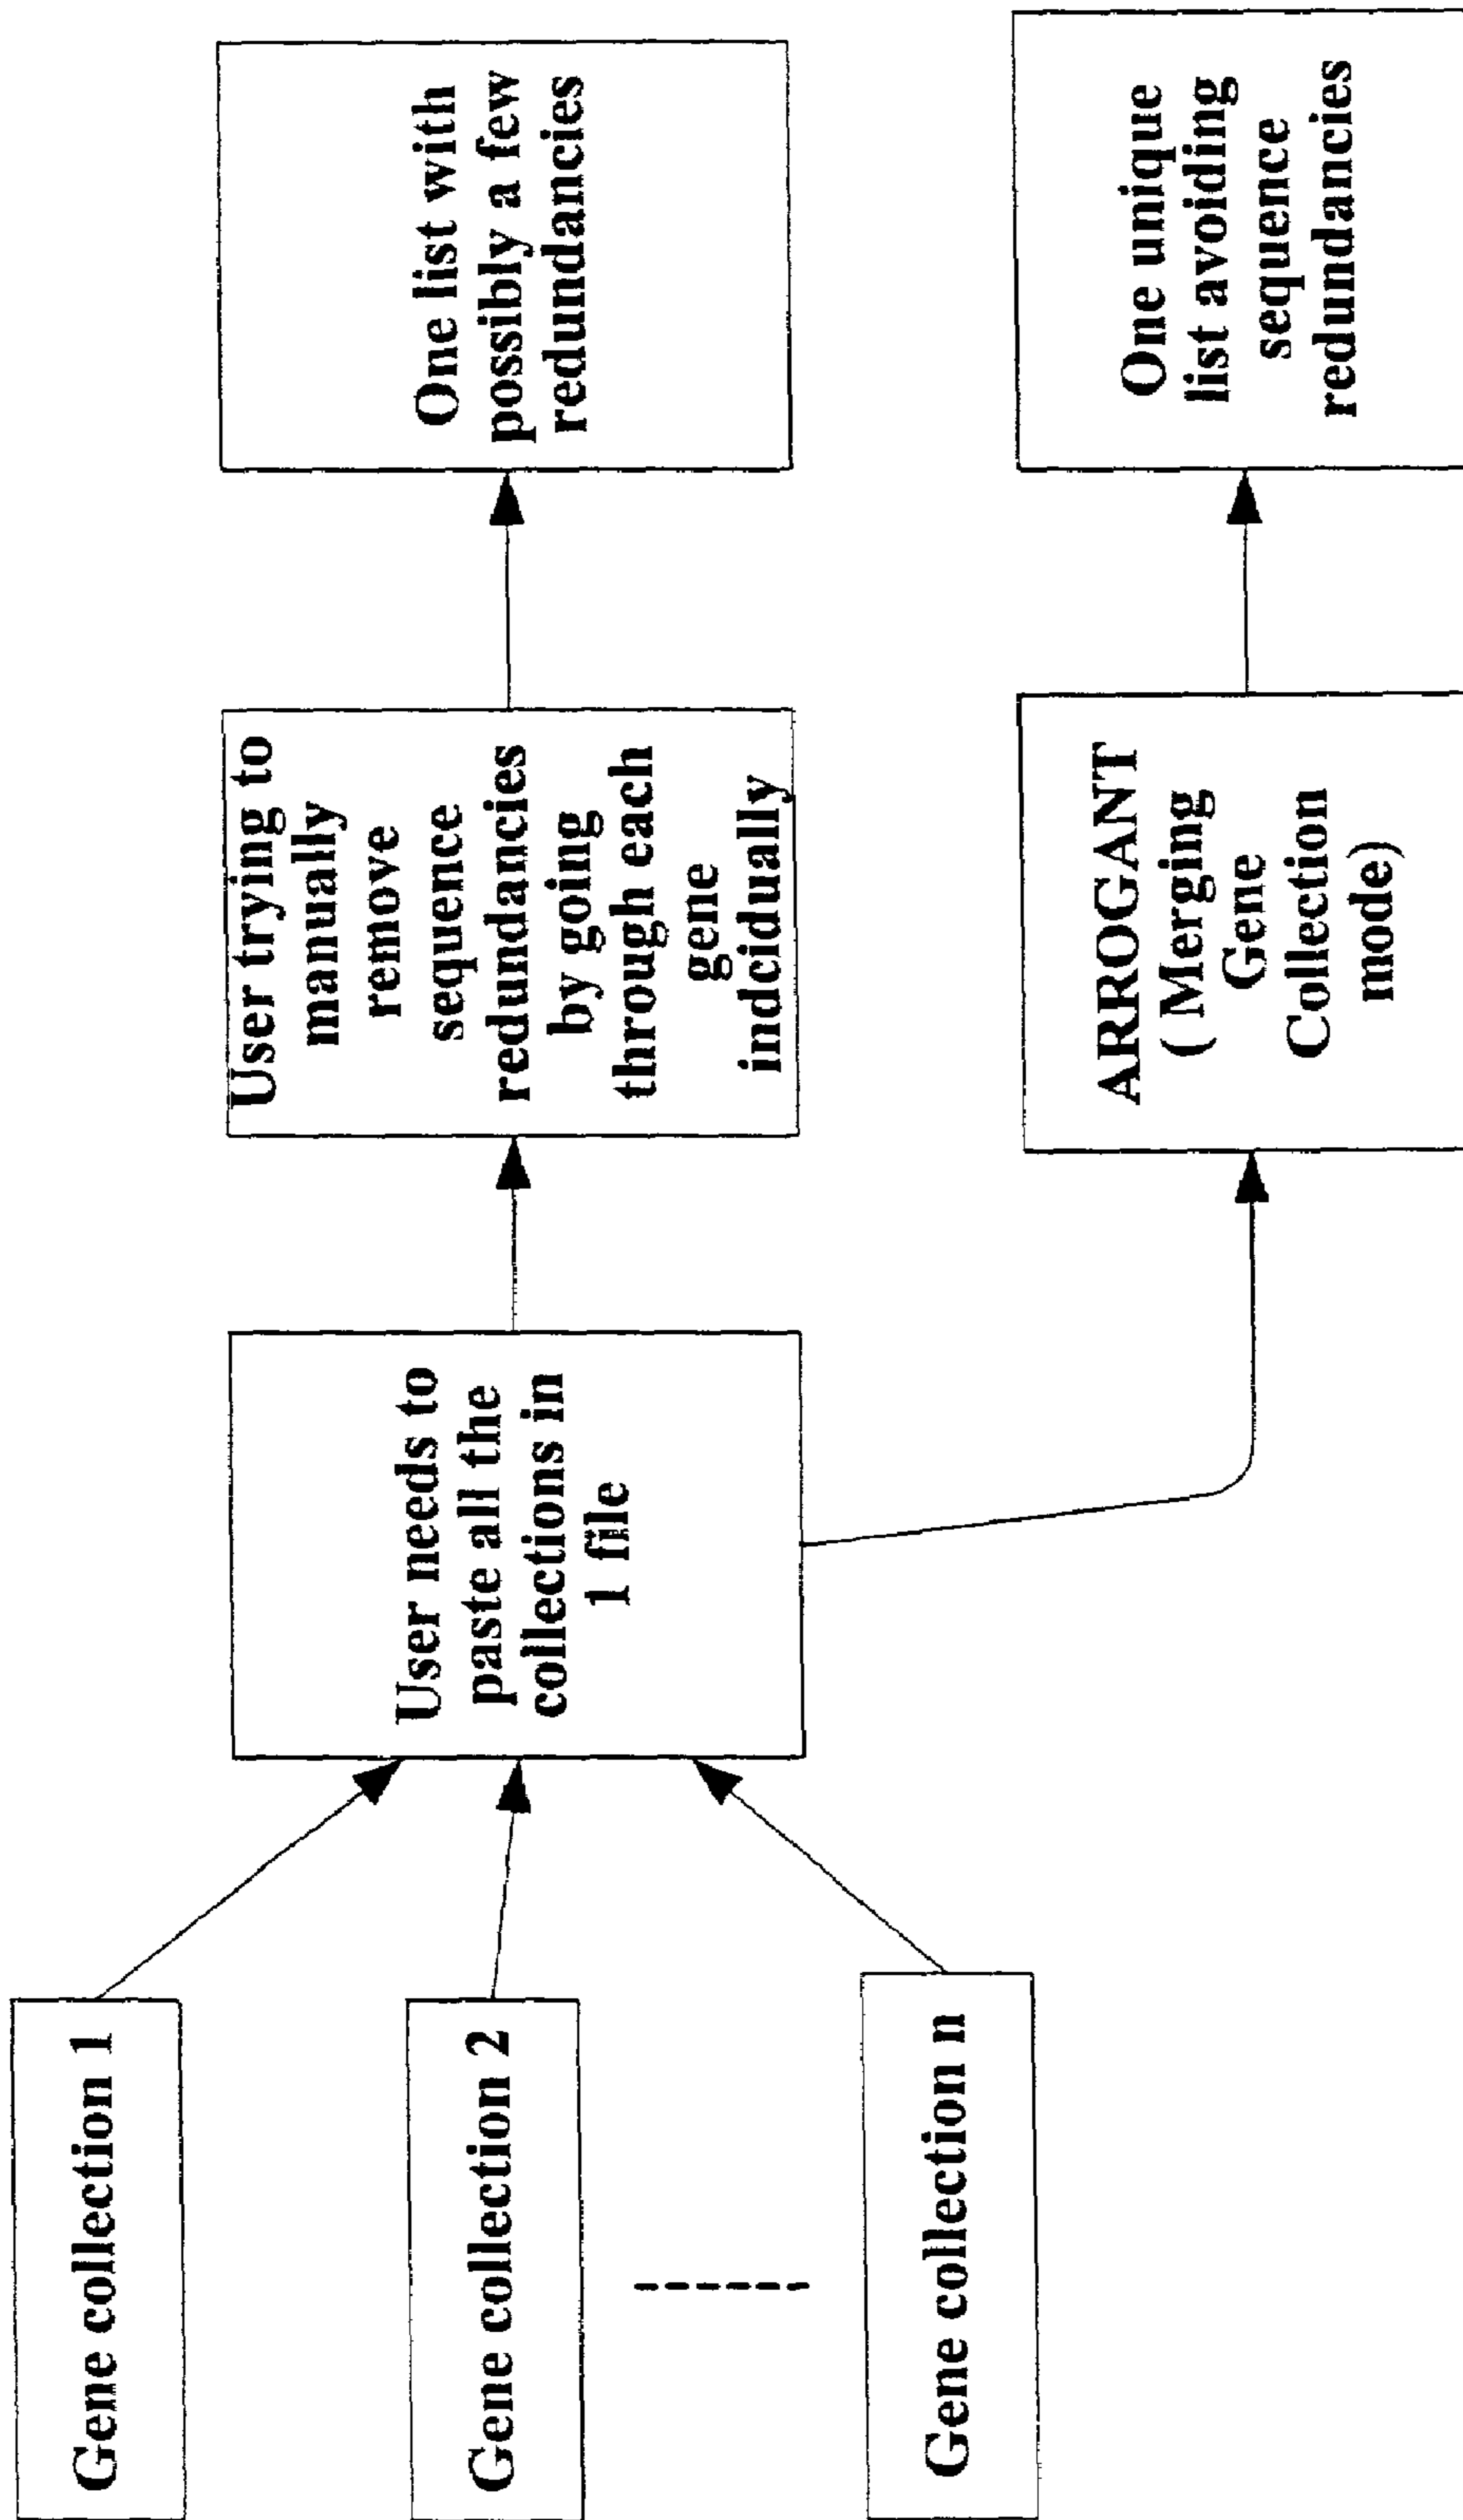 Gene collection 1
Gene collection 2
Gene collection n
User needs to
paste all the
collections in
1 file
User trying to
manually
remove
sequence
redundancies
by going
through each
gene
indcidually
One list with
possibly a few
redundancies
ARROGANT
(Merging
Gene
Collection
mode)
One unique
list avoiding
sequence
redundancies